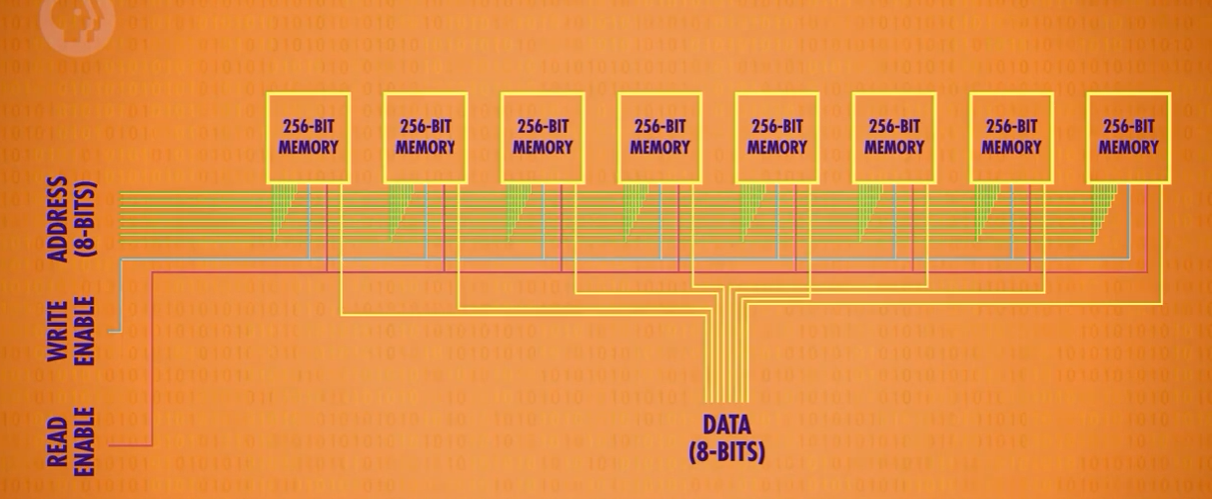 256-BIT
MEMORY
256-BIT
MEMORY
256-BIT
MEMORY
256-BIT
MEMORY
256-BIT
MEMORY
256-BIT
MEMORY
256-BIT
MEMORY
256-BIT
MEMORY
ADDRESS
(8-BITS)
WRITE
ENABLE
READ
ENABLE
DATA
(8-BITS)